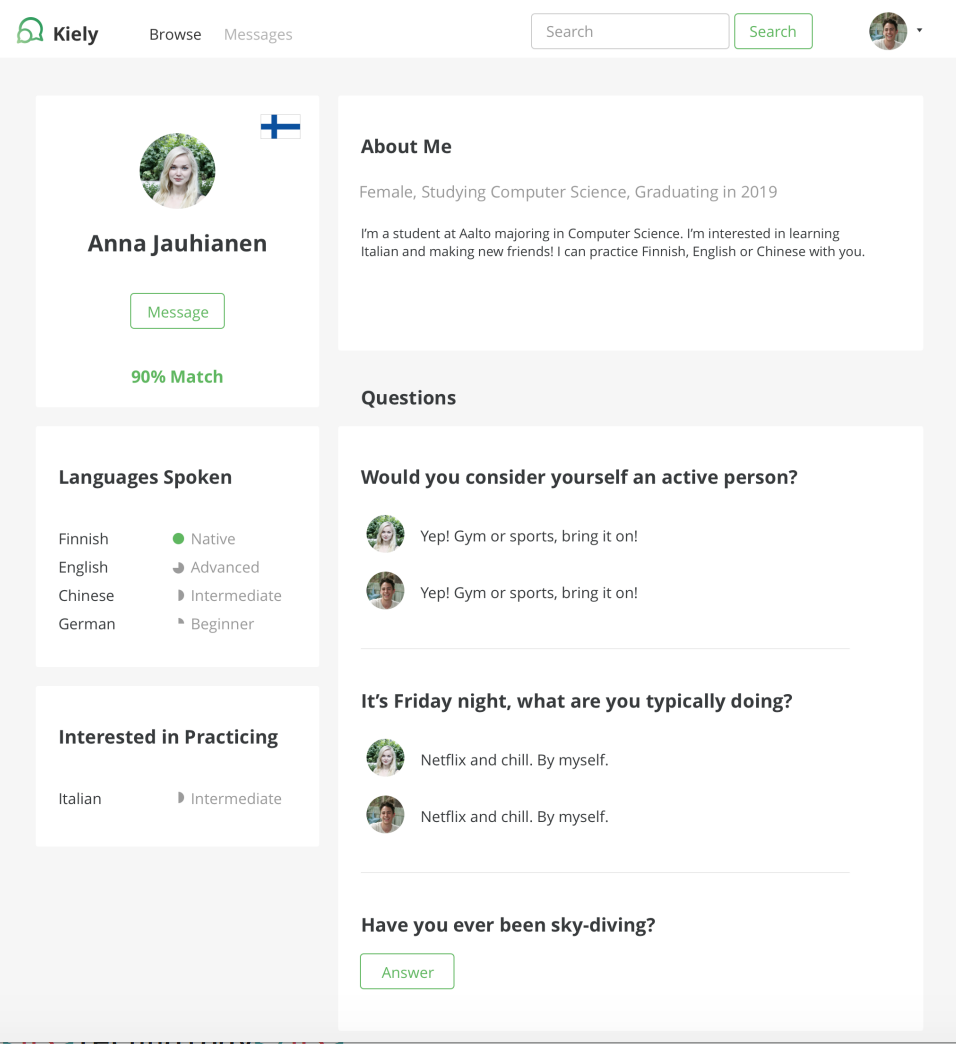 Kiely
Browse
Messages
Search
Search
Anna Jauhianen
Message
90% Match
Languages Spoken
Finnish Native
English Advanced
Chinese Intermediate
German Beginner
Interested in Practicing
Italian Intermediate
About Me
Female, Studying Computer Science, Graduating in 2019
I'm a student at Aalto majoring in Computer Science. I'm interested in learning
Italian and making new friends! I can practice Finnish, English or Chinese with you.
Questions
Would you consider yourself an active person?
Yep! Gym or sports, bring it on!
Yep! Gym or sports, bring it on!
It’s Friday night, what are you typically doing?
Netflix and chill. By myself.
Netflix and chill. By myself.
Have you ever been sky-diving?
Answer